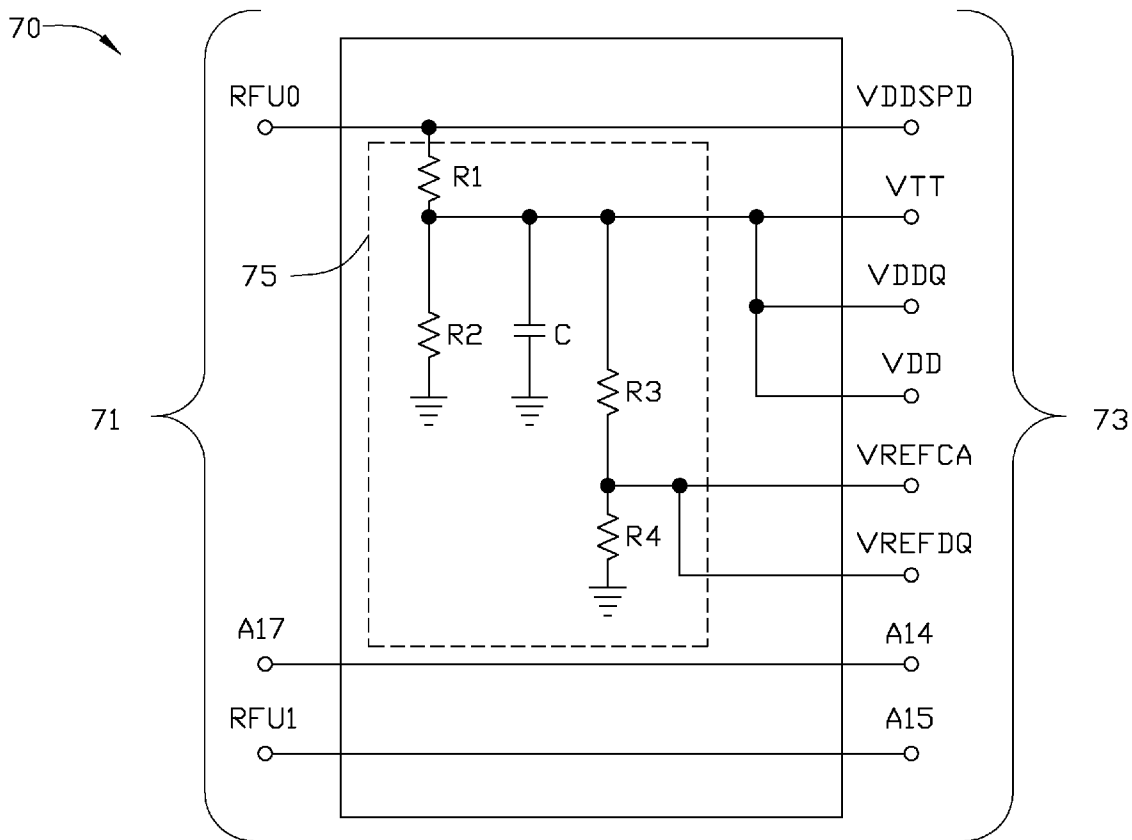 70
RFU0
VDDSPD
R1
VTT
75
VDDQ
R2
C
VDD
R3
71
73
VREFCA
R4
VREFDQ
A17
A14
RFU1
A15